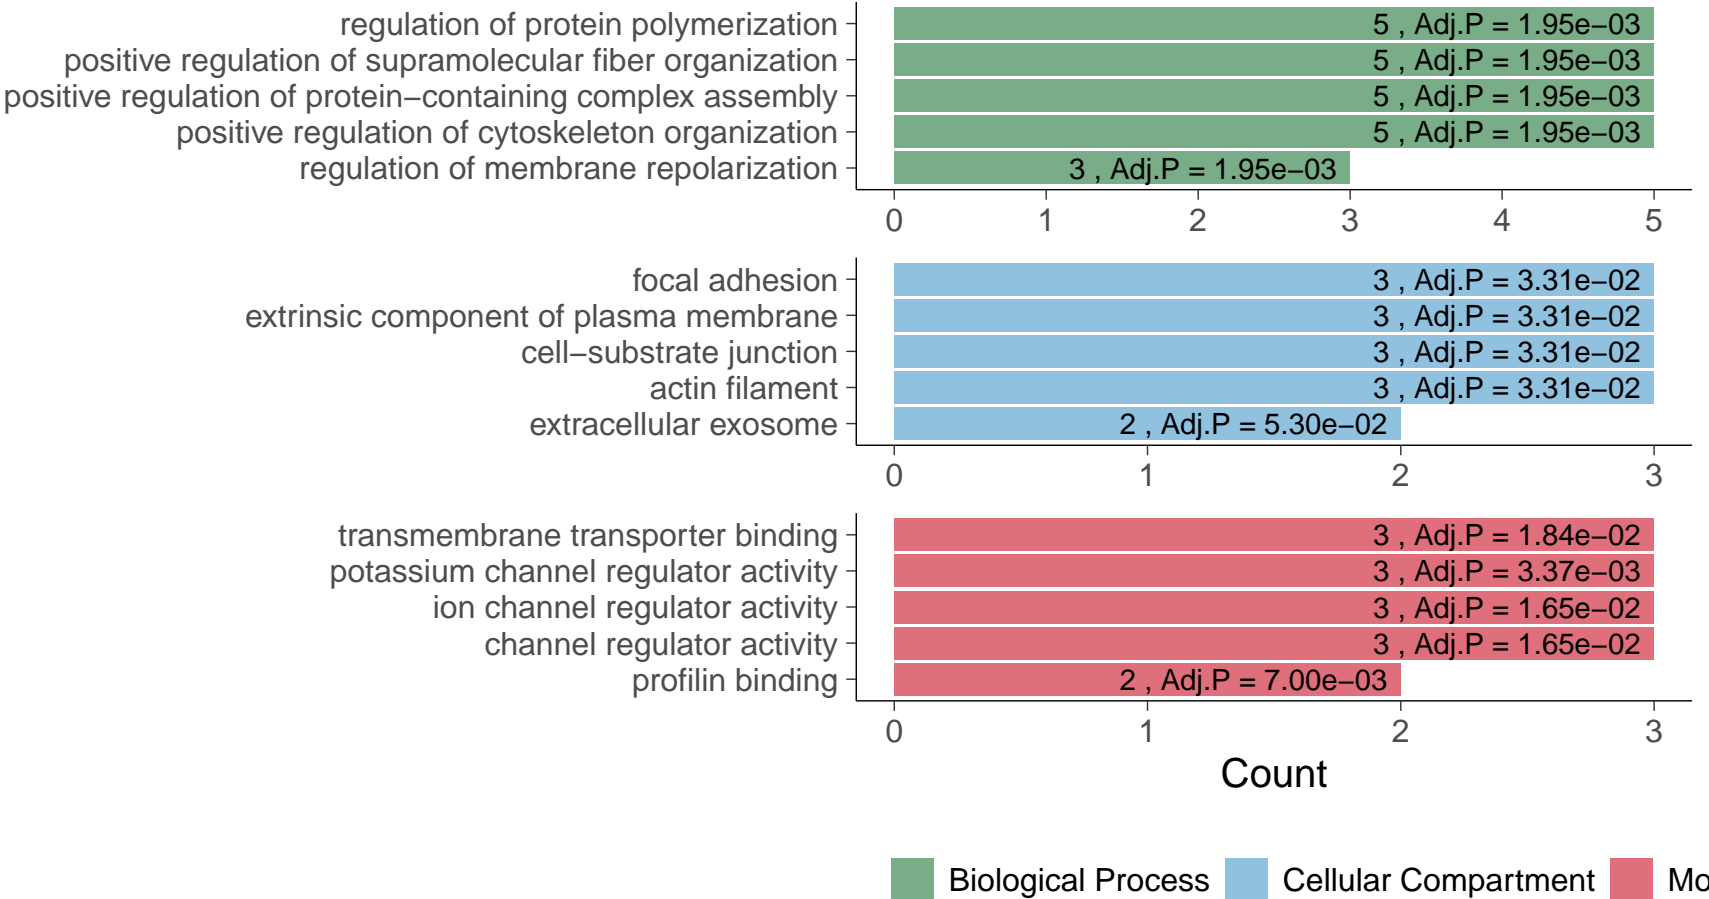 regulation of protein polymerization 5 , Adj.P = 1.95e−03
positive regulation of supramolecular fiber organization 5 , Adj.P = 1.95e−03
positive regulation of protein−containing complex assembly 5 , Adj.P = 1.95e−03
positive regulation of cytoskeleton organization 5 , Adj.P = 1.95e−03
regulation of membrane repolarization 3 , Adj.P = 1.95e−03
0 1 2 3 4 5
focal adhesion 3 , Adj.P = 3.31e−02
extrinsic component of plasma membrane 3 , Adj.P = 3.31e−02
cell−substrate junction 3 , Adj.P = 3.31e−02
actin filament 3 , Adj.P = 3.31e−02
extracellular exosome 2 , Adj.P = 5.30e−02
0 1 2 3
transmembrane transporter binding 3 , Adj.P = 1.84e−02
potassium channel regulator activity 3 , Adj.P = 3.37e−03
ion channel regulator activity 3 , Adj.P = 1.65e−02
channel regulator activity 3 , Adj.P = 1.65e−02
profilin binding 2 , Adj.P = 7.00e−03
0 1 2 3
Count
Biological Process Cellular Compartment